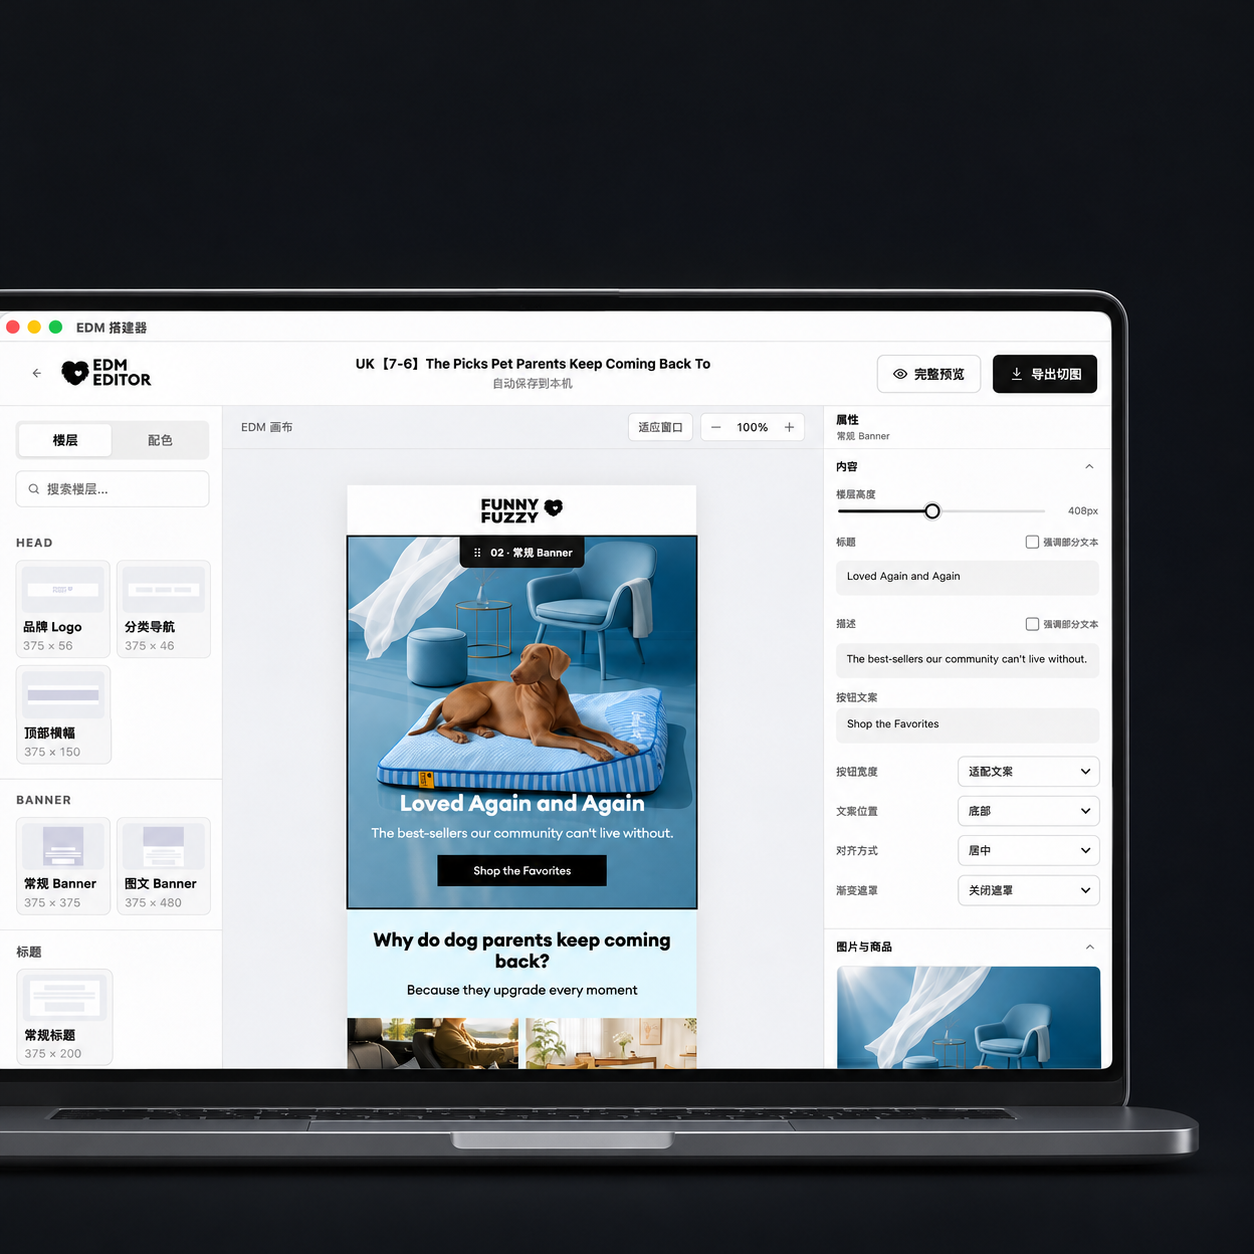 EDM 搭建器
EDM
EDITOR
UK【7-6】The Picks Pet Parents Keep Coming Back To
自动保存到本机
完整预览
导出切图
楼层
配色
搜索楼层...
HEAD
品牌 Logo
375 × 56
分类导航
375 × 46
顶部横幅
375 × 150
BANNER
常规 Banner
375 × 375
图文 Banner
375 × 480
标题
常规标题
375 × 200
EDM 画布
适应窗口
100%
FUNNY
FUZZY
02 · 常规 Banner
Loved Again and Again
The best-sellers our community can't live without.
Shop the Favorites
Why do dog parents keep coming
back?
Because they upgrade every moment
属性
常规 Banner
内容
楼层高度
408px
标题
强调部分文本
Loved Again and Again
描述
强调部分文本
The best-sellers our community can't live without.
按钮文案
Shop the Favorites
按钮宽度
适配文案
文案位置
底部
对齐方式
居中
渐变遮罩
关闭遮罩
图片与商品